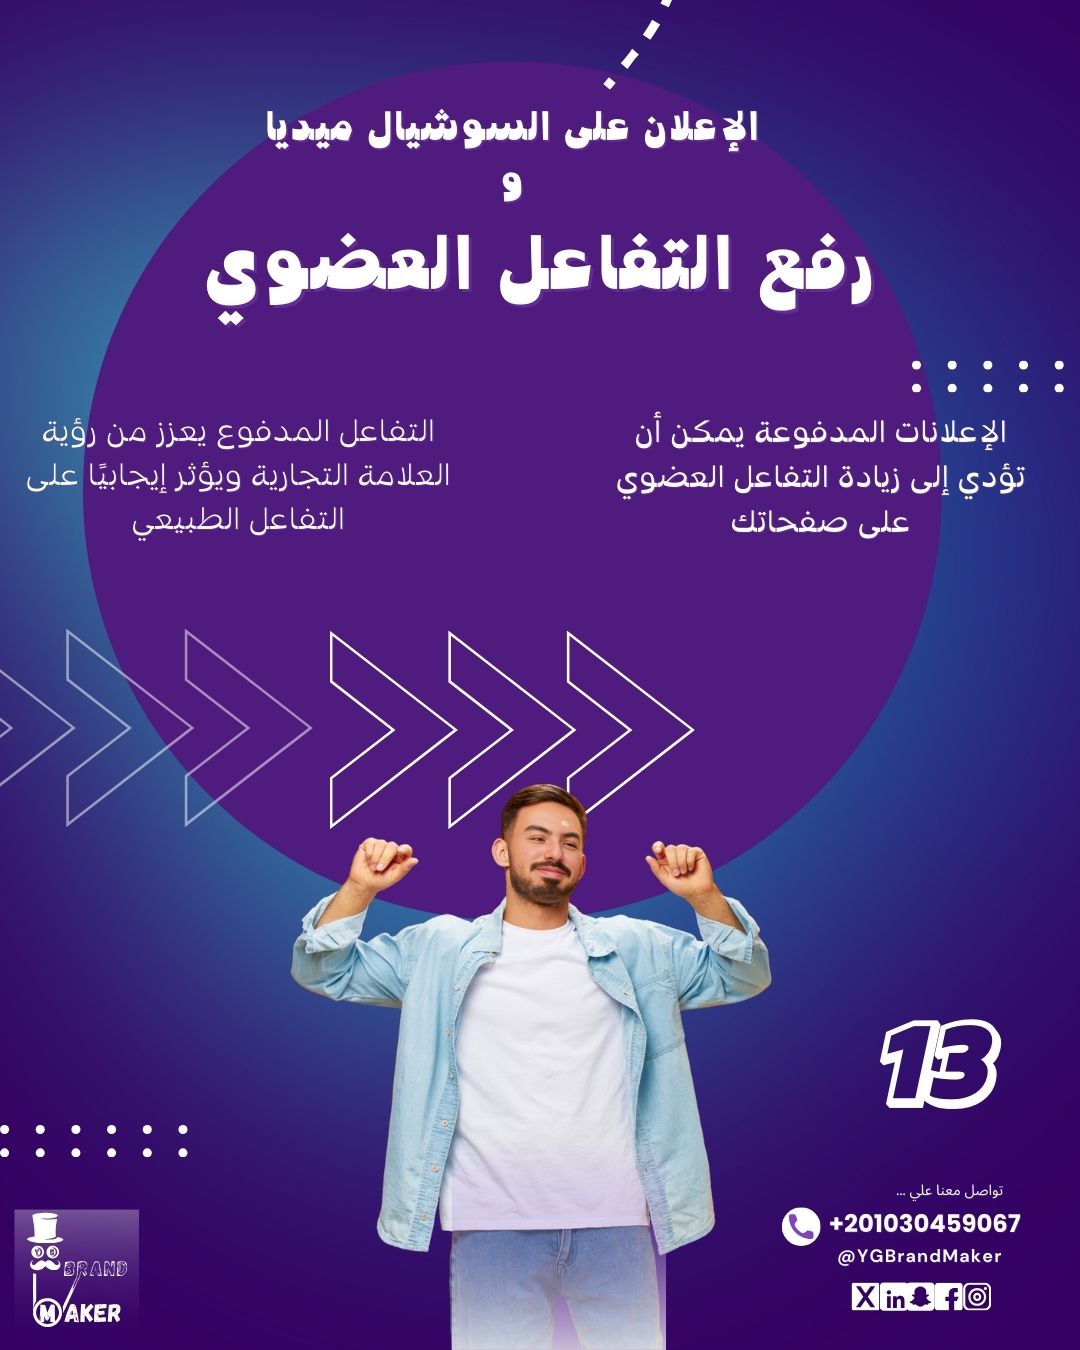 الإعلان على السوشيال ميديا
و
رفع التفاعل العضوي
الإعلانات المدفوعة يمكن أن
تؤدي إلى زيادة التفاعل العضوي
على صفحاتك
التفاعل المدفوع يعزز من رؤية
العلامة التجارية ويؤثر إيجابيًا على
التفاعل الطبيعي
13
تواصل معنا علي ...
+201030459067
@YGBrandMaker
X in f
BRAND
MAKER